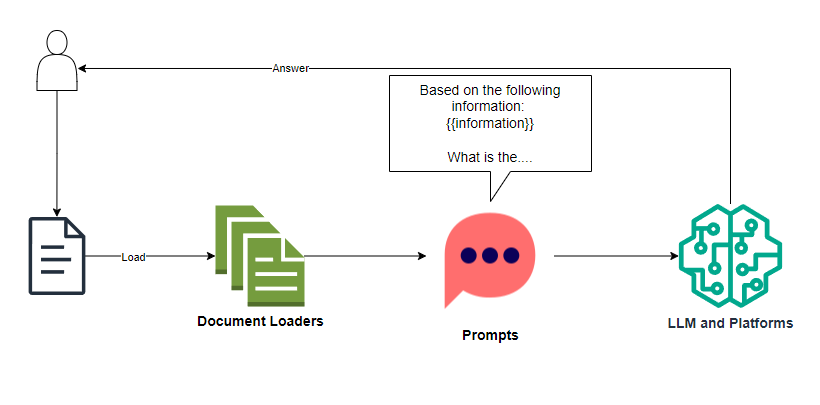 Answer
Based on the following
information:
{{information}}
What is the....
Load
Document Loaders
Prompts
LLM and Platforms